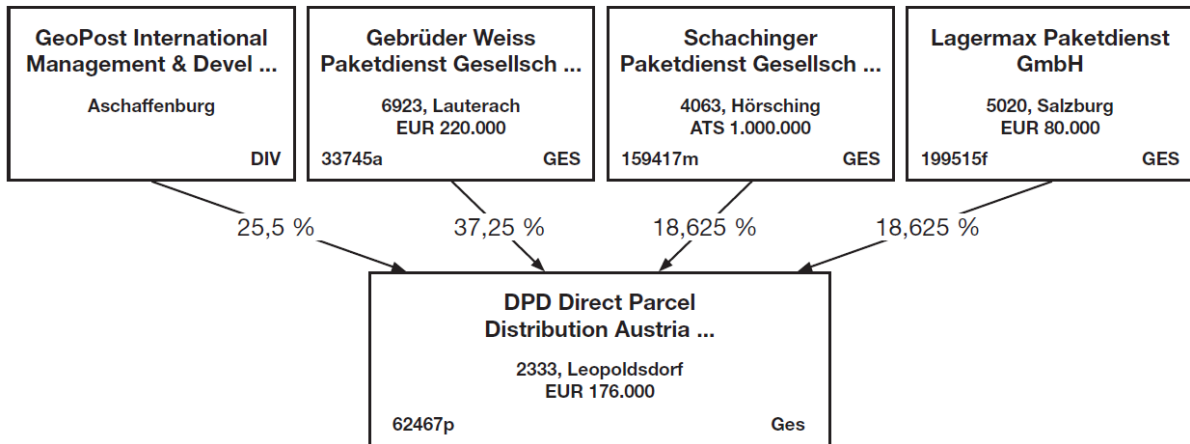 GeoPost International
Management & Devel ...
Aschaffenburg
DIV
Gebrüder Weiss
Paketdienst Gesellsch ...
6923, Lauterach
EUR 220.000
33745a GES
Schachinger
Paketdienst Gesellsch ...
4063, Hörsching
ATS 1.000.000
159417m GES
Lagermax Paketdienst
GmbH
5020, Salzburg
EUR 80.000
199515f GES
25,5 % 37,25 % 18,625 % 18,625 %
DPD Direct Parcel
Distribution Austria ...
2333, Leopoldsdorf
EUR 176.000
62467p Ges